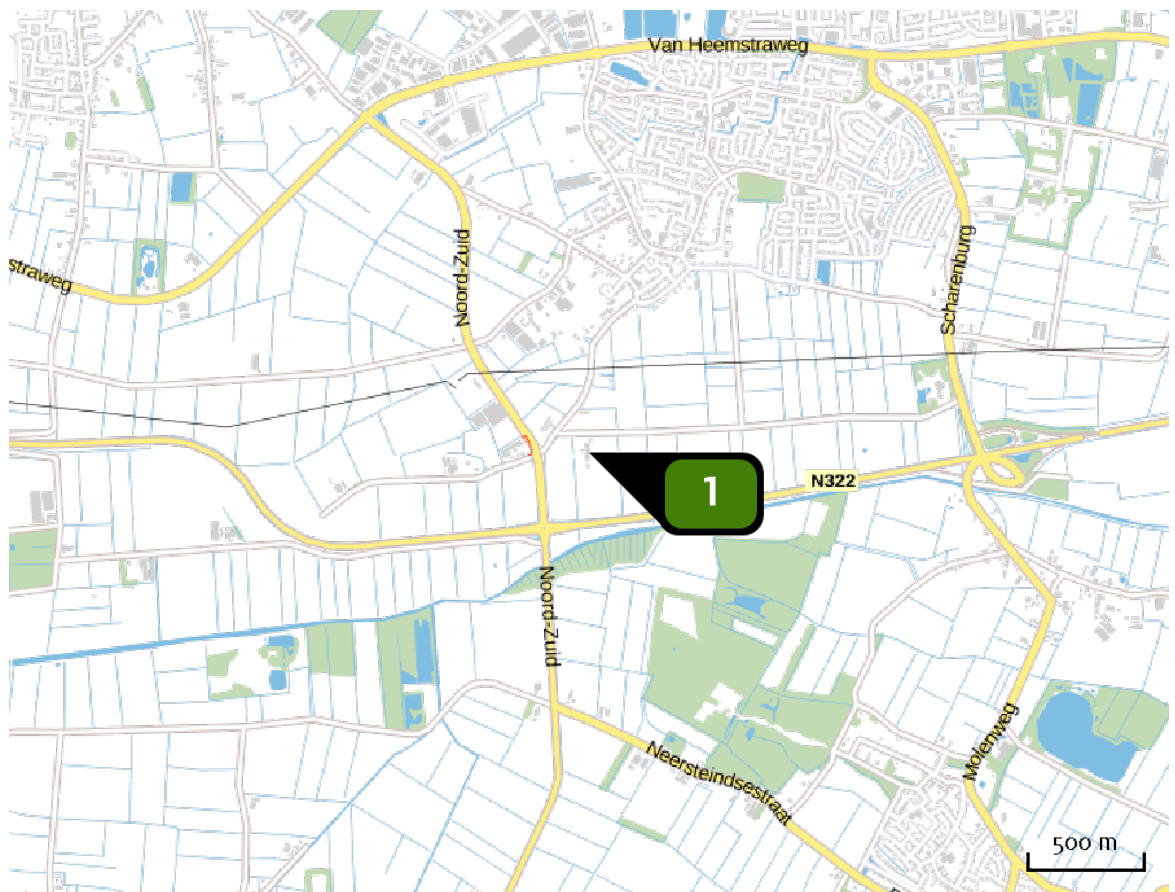 Van Heemstraweg
Noord-Zuid
Scharenburg
straweg
1
N322
Noord-Zuid
Molenweg
Neersteindsestraat
500 m